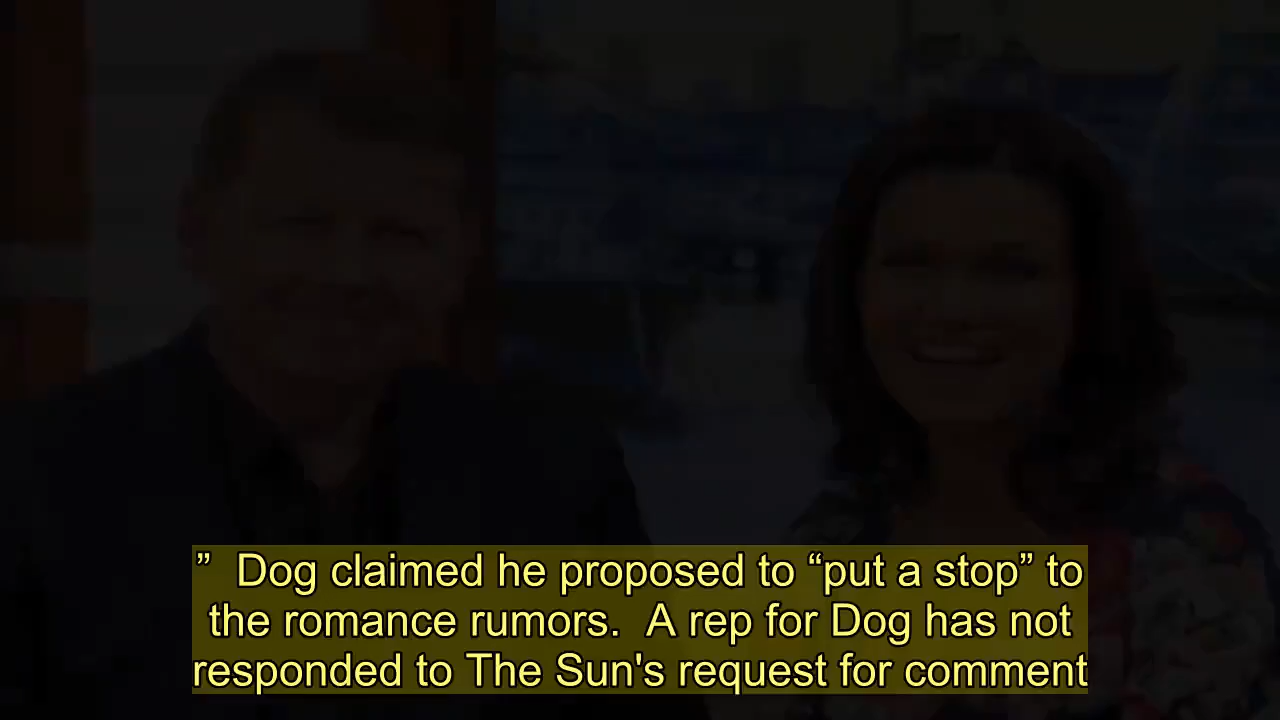 ”  Dog claimed he proposed to “put a stop” to
the romance rumors.  A rep for Dog has not
responded to The Sun's request for comment